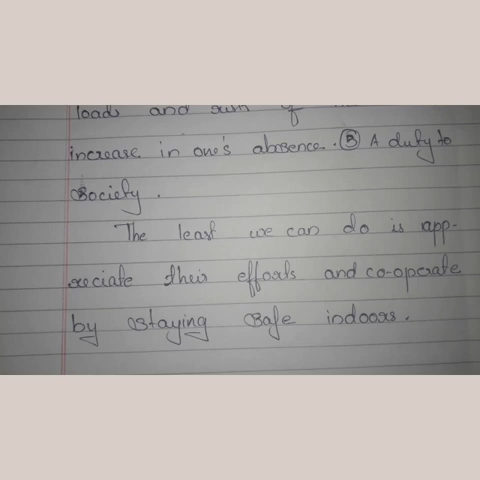 loads and
increase in one's absence. Ⓑ A duty to
society.
The least we can do is app-
reciate their efforts and co-operate
by staying safe indoors.